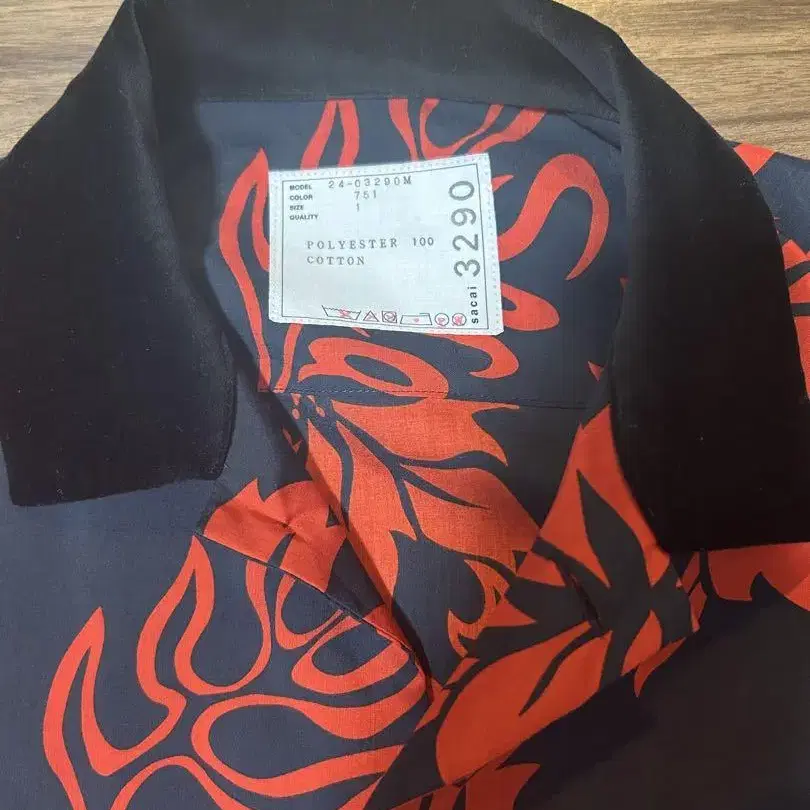 MODEL 24-03290M
COLOR 751
SIZE 1
QUALITY
POLYESTER 100
COTTON
sacai 3290